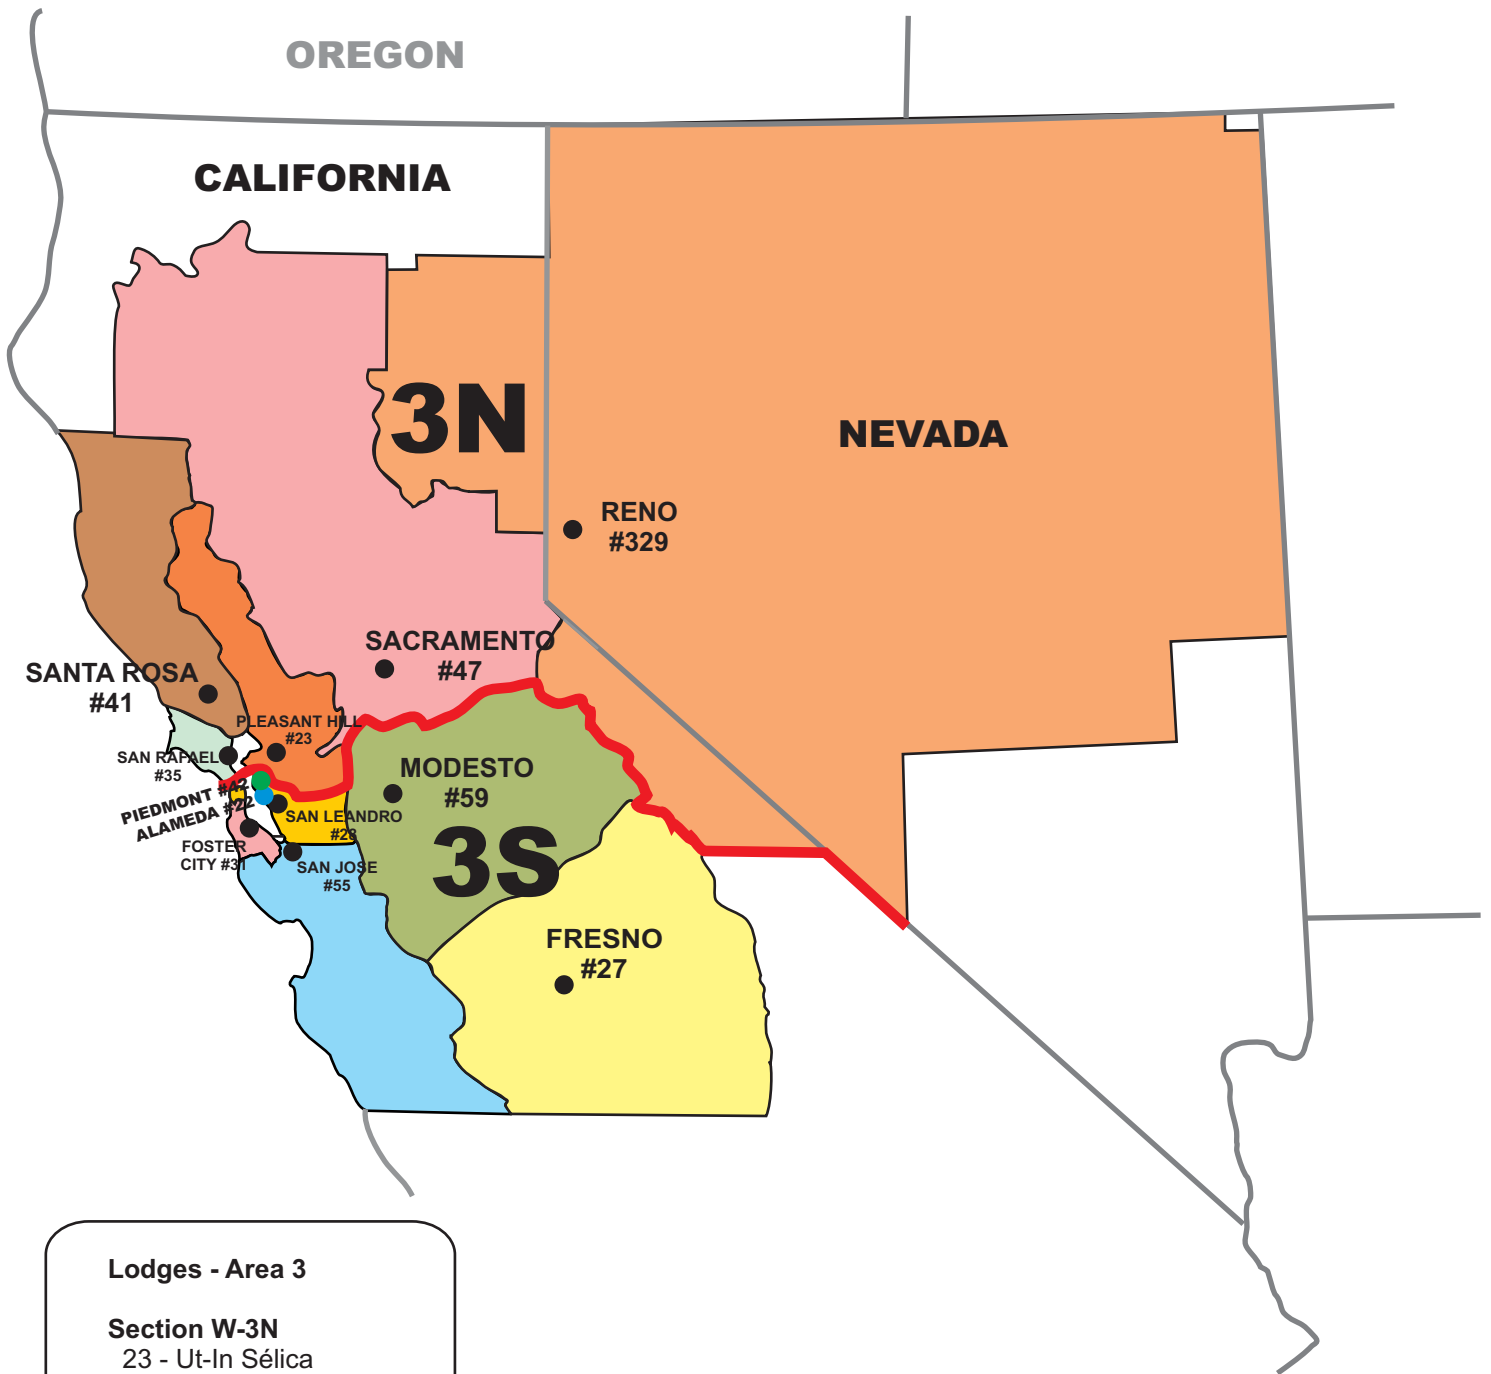 OREGON
CALIFORNIA
3N
NEVADA
RENO
#329
SACRAMENTO
#47
SANTA ROSA
#41
PLEASANT HILL
#23
SAN RAFAEL
#35
PIEDMONT #42
ALAMEDA #22
MODESTO
#59
SAN LEANDRO
#28
3S
FOSTER
CITY #31
SAN JOSE
#55
FRESNO
#27
Lodges - Area 3
Section W-3N
23 - Ut-In Sélica